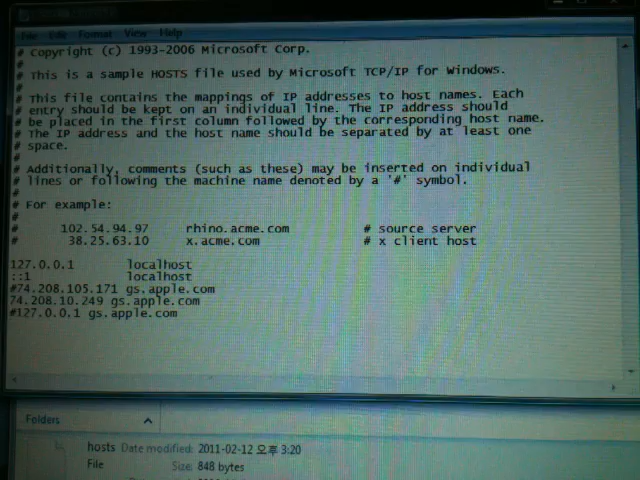 File Edit Format View Help
# Copyright (c) 1993-2006 Microsoft Corp.
#
# This is a sample HOSTS file used by Microsoft TCP/IP for Windows.
#
# This file contains the mappings of IP addresses to host names. Each
# entry should be kept on an individual line. The IP address should
# be placed in the first column followed by the corresponding host name.
# The IP address and the host name should be separated by at least one
# space.
#
# Additionally, comments (such as these) may be inserted on individual
# lines or following the machine name denoted by a '#' symbol.
#
# For example:
#
# 102.54.94.97 rhino.acme.com # source server
# 38.25.63.10 x.acme.com # x client host
127.0.0.1 localhost
::1 localhost
#74.208.105.171 gs.apple.com
74.208.10.249 gs.apple.com
#127.0.0.1 gs.apple.com
Folders
hosts Date modified: 2011-02-12 오후 3:20
File Size: 848 bytes